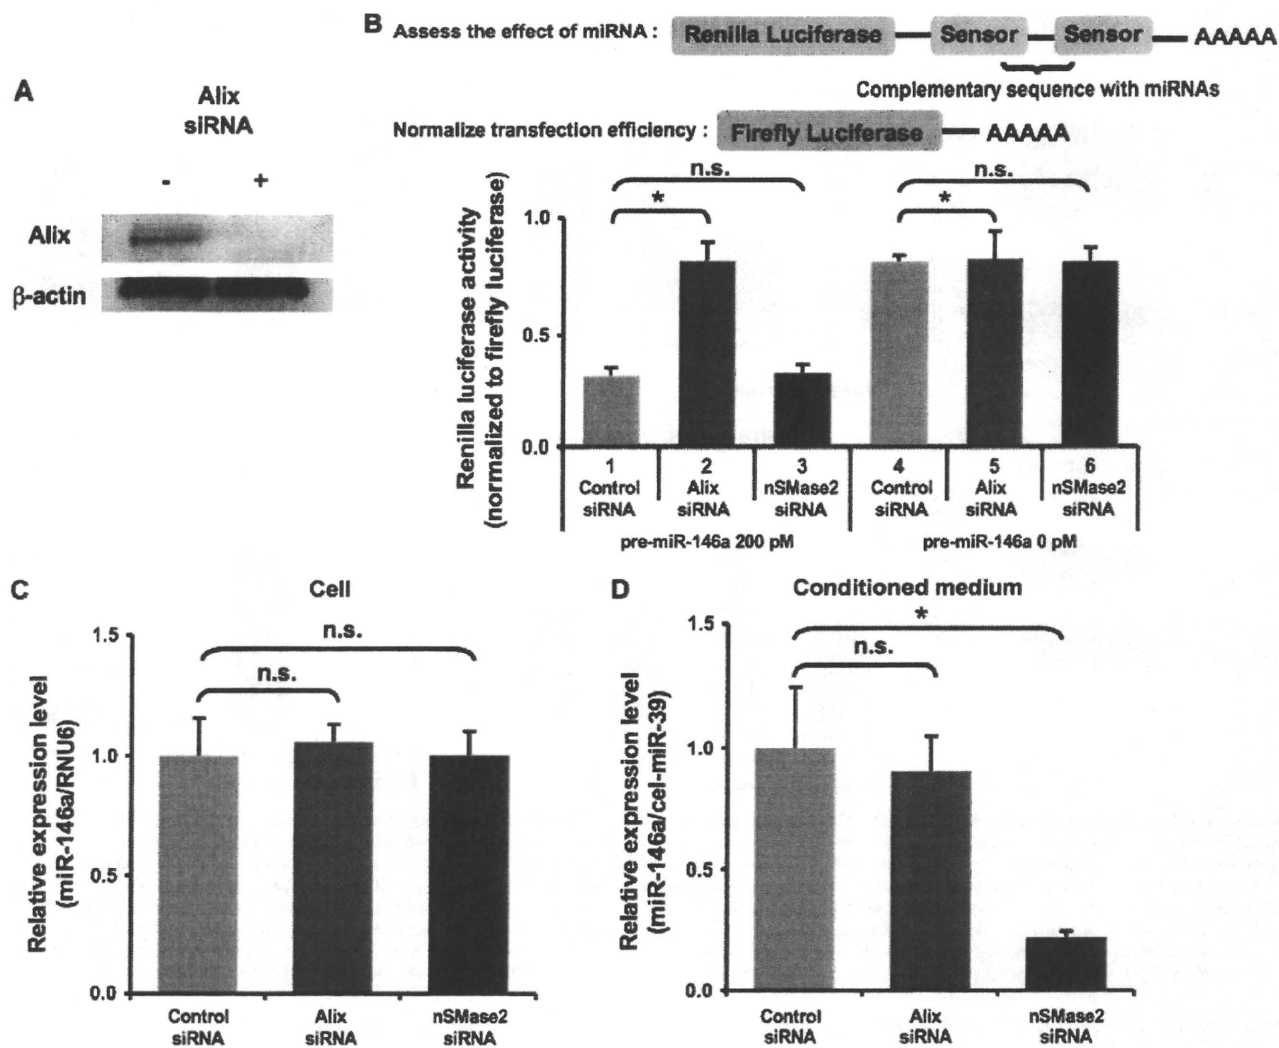 B Assess the effect of miRNA : Renilla Luciferase Sensor Sensor AAAAA
Complementary sequence with miRNAs
Normalize transfection efficiency : Firefly Luciferase AAAAA
A
Alix
siRNA
- +
Alix
β-actin
Renilla luciferase activity
(normalized to firefly luciferase)
n.s. n.s.
* *
1.0
0.5
0.0
1 2 3 4 5 6
Control Alix nSMase2 Control Alix nSMase2
siRNA siRNA siRNA siRNA siRNA siRNA
pre-miR-146a 200 pM pre-miR-146a 0 pM
C Cell
Relative expression level
(miR-146a/RNU6)
1.5
n.s.
n.s.
1.0
0.5
0.0
Control Alix nSMase2
siRNA siRNA siRNA
D Conditioned medium
Relative expression level
(miR-146a/cel-miR-39)
1.5
*
n.s.
1.0
0.5
0.0
Control Alix nSMase2
siRNA siRNA siRNA